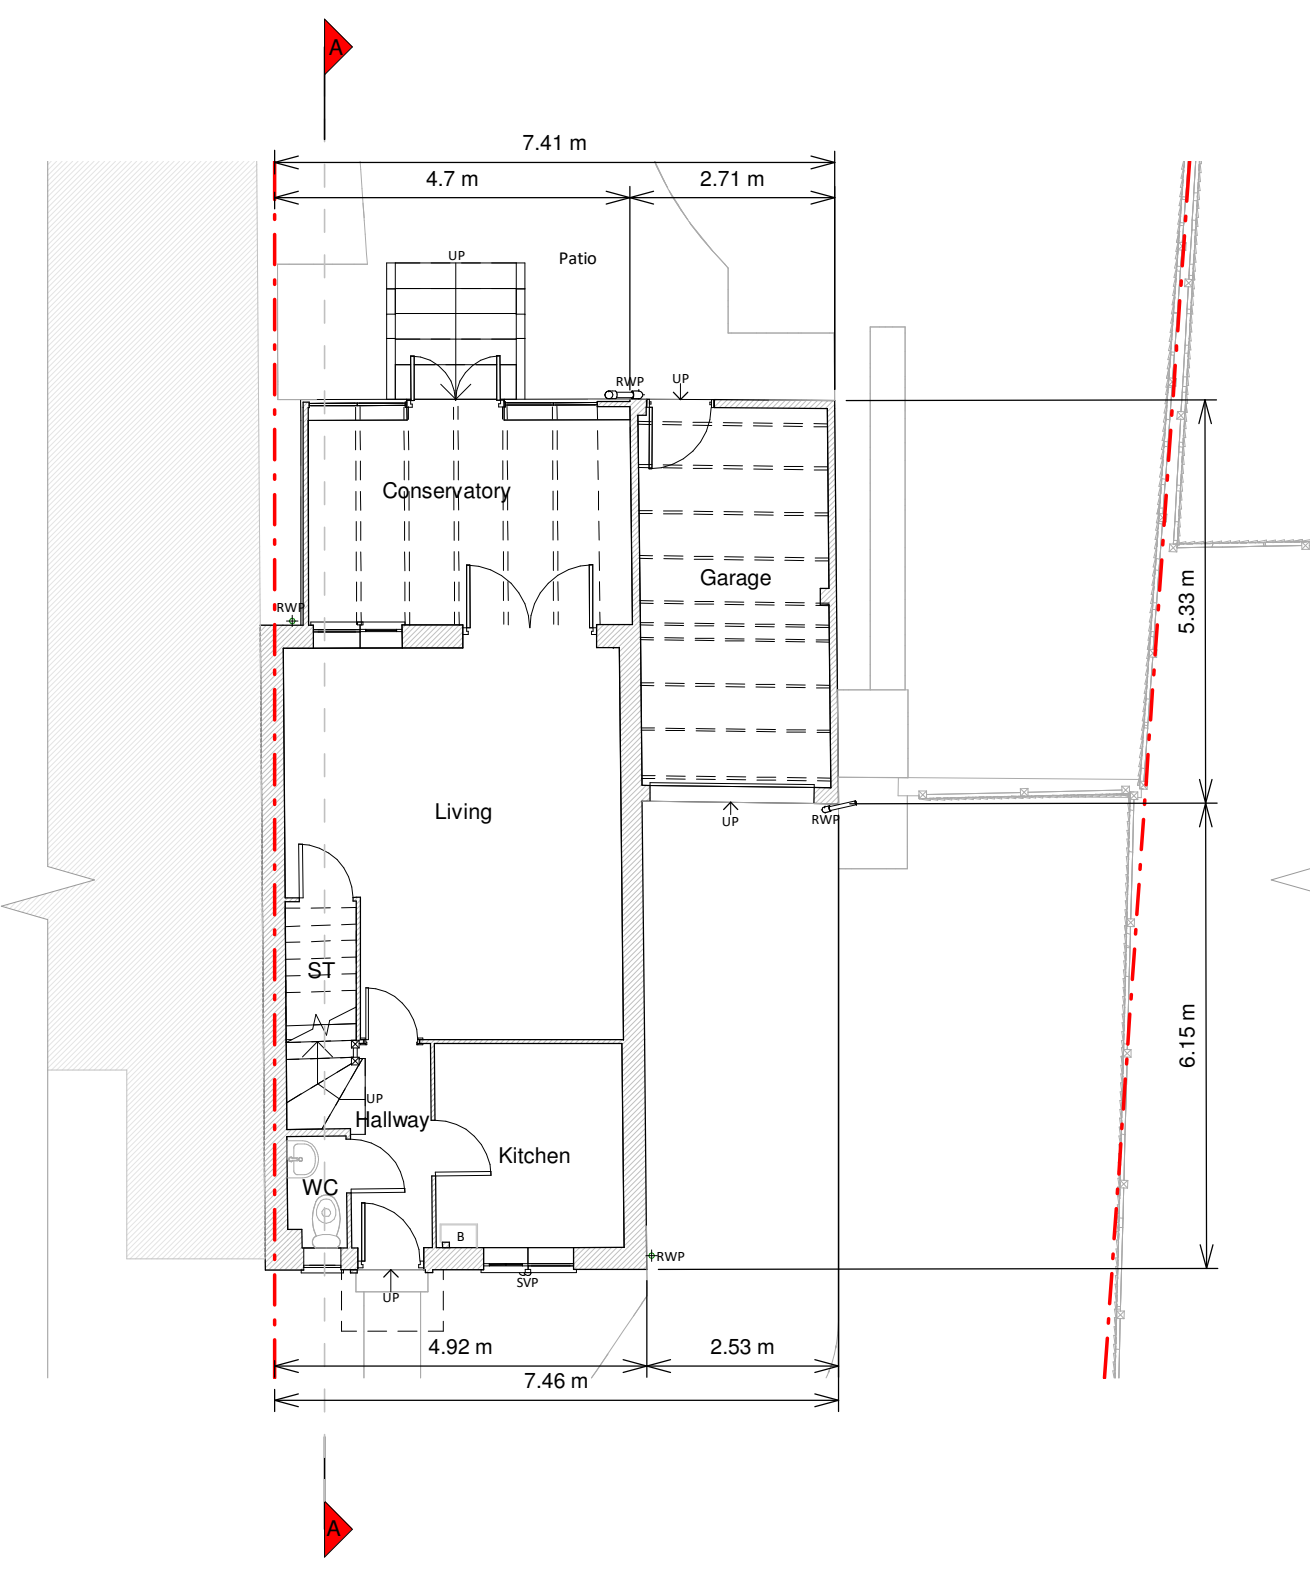 A
7.41 m
4.7 m
2.71 m
UP
Patio
RWP
UP
Conservatory
Garage
5.33 m
RWP
Living
UP
RWP
ST
6.15 m
UP
Hallway
Kitchen
WC
B
RWP
SVP
UP
4.92 m
2.53 m
7.46 m
A